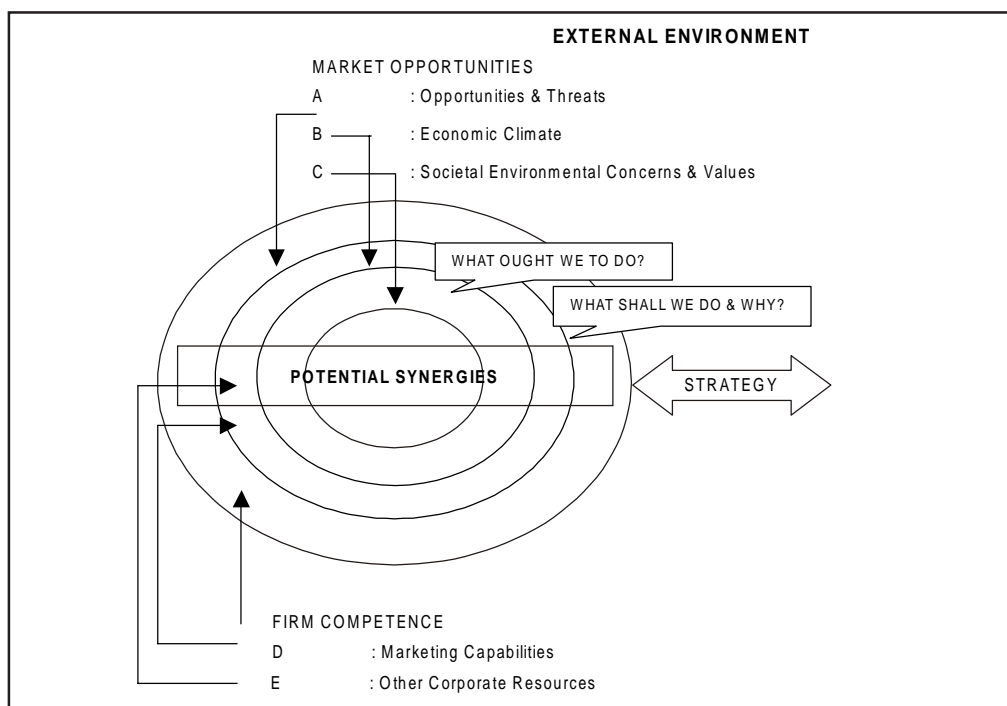 EXTERNAL ENVIRONMENT
MARKET OPPORTUNITIES
A : Opportunities & Threats
B : Economic Climate
C : Societal Environmental Concerns & Values
WHAT OUGHT WE TO DO?
WHAT SHALL WE DO & WHY?
POTENTIAL SYNERGIES
STRATEGY
FIRM COMPETENCE
D : Marketing Capabilities
E : Other Corporate Resources